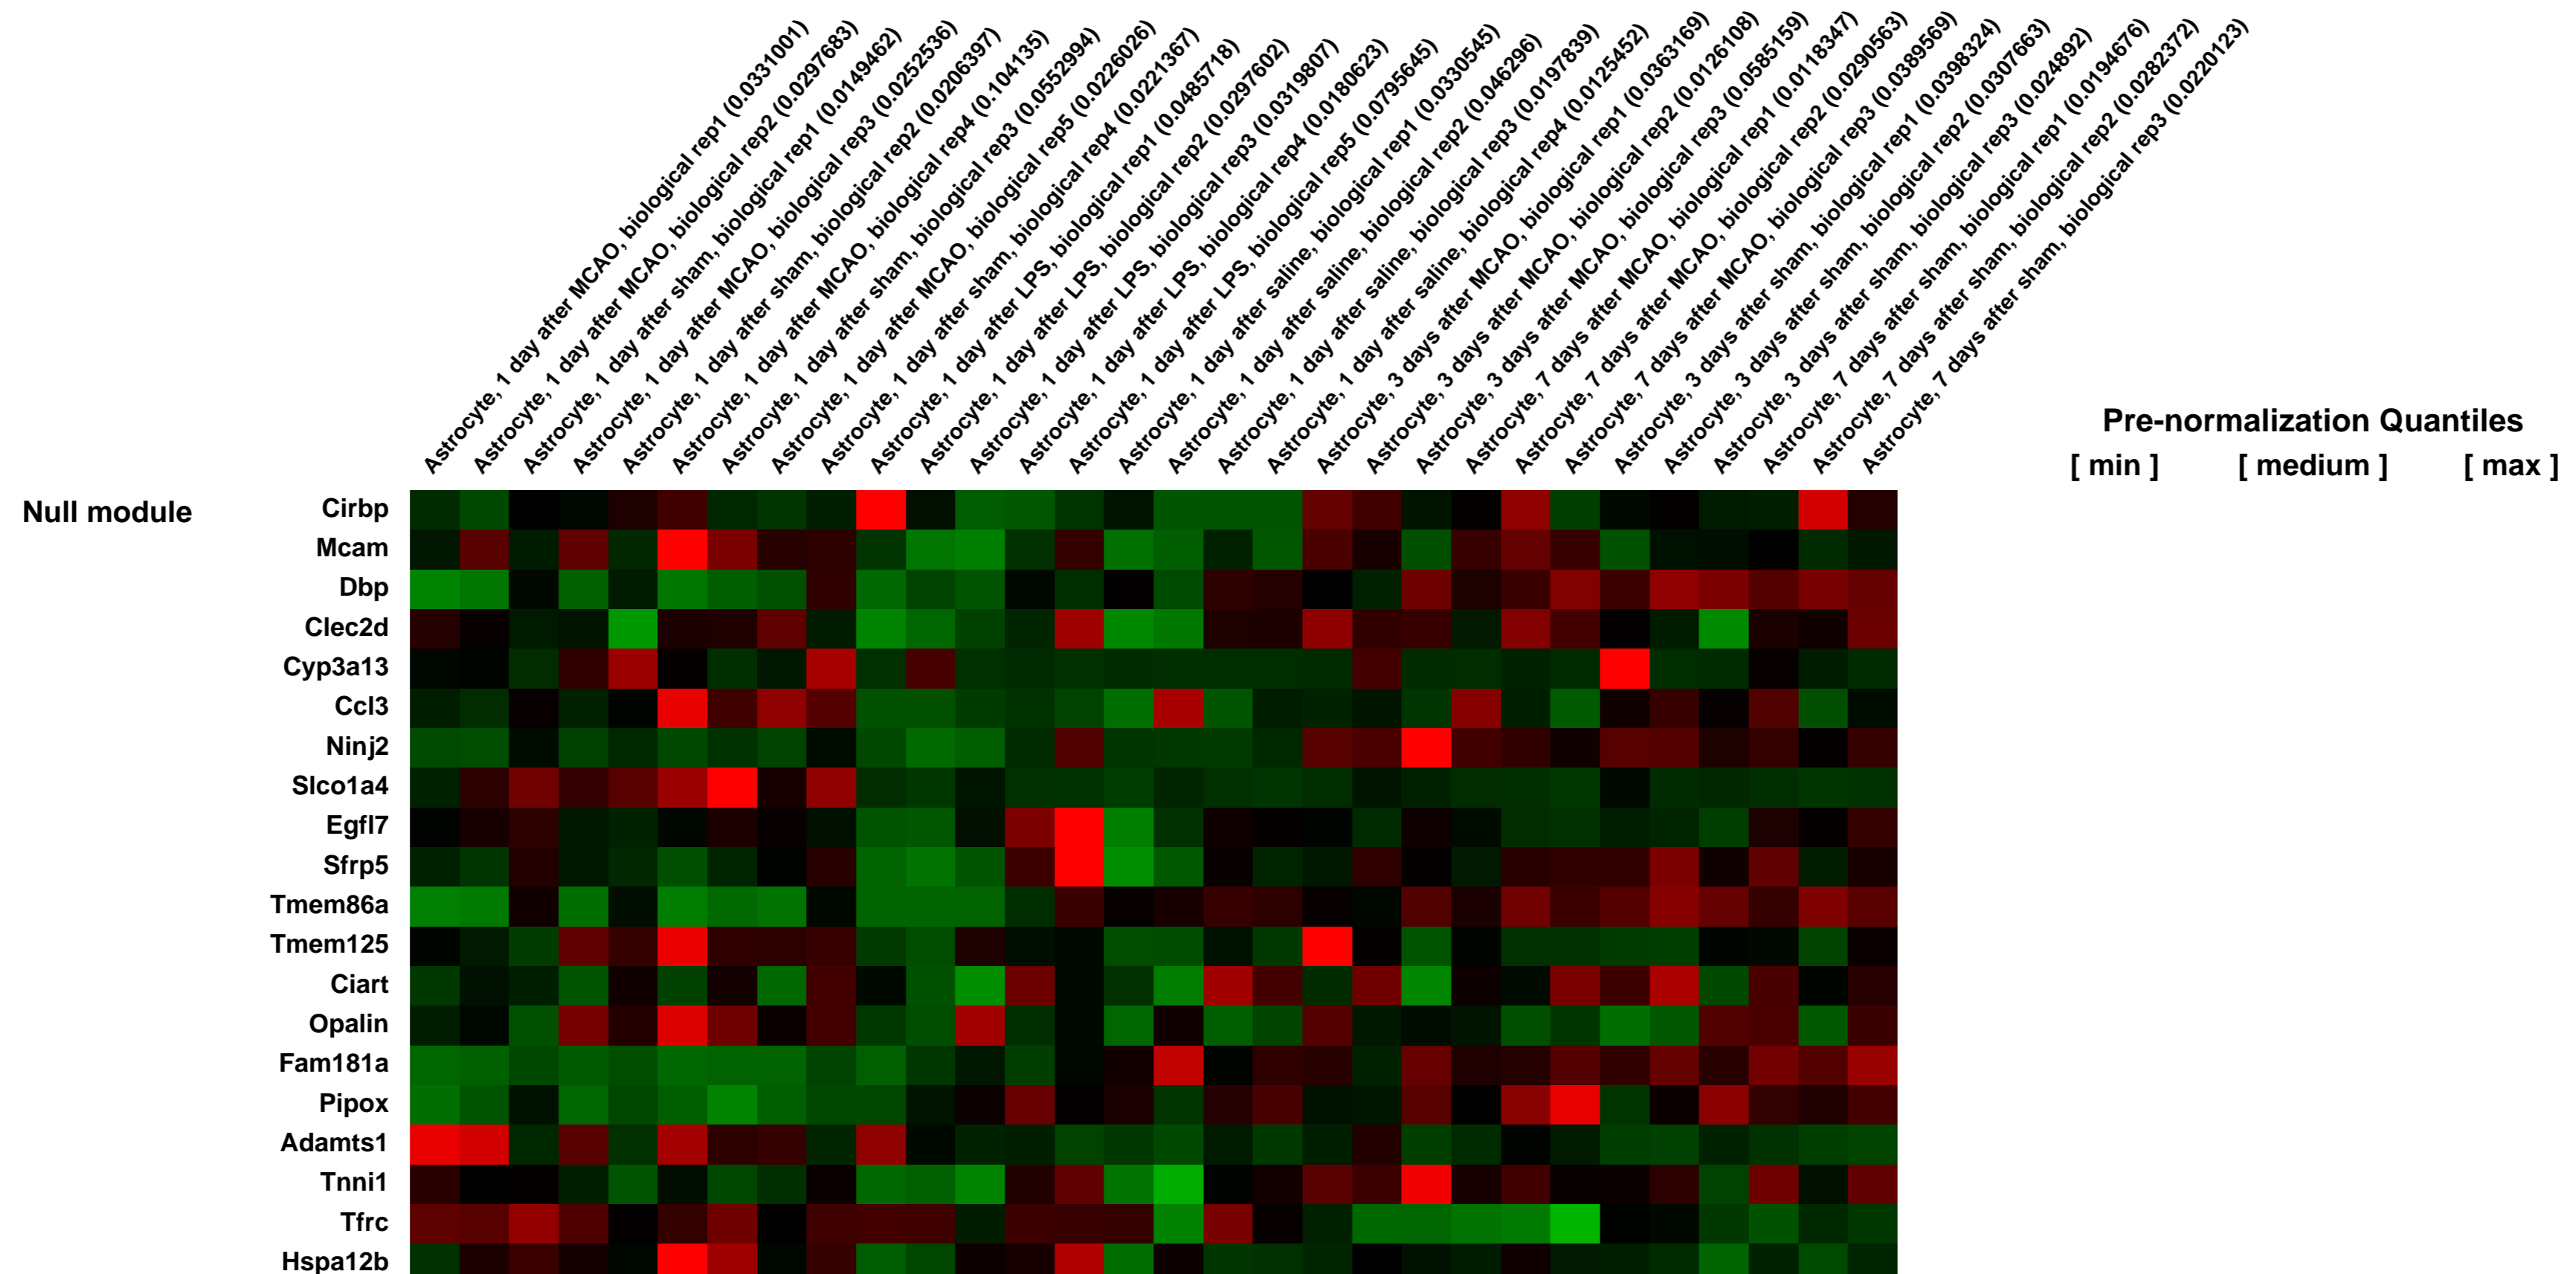 Astrocyte, 1 day after MCAO, biological rep1 (0.0331001)
Astrocyte, 1 day after MCAO, biological rep2 (0.0297683)
Astrocyte, 1 day after sham, biological rep1 (0.0149462)
Astrocyte, 1 day after MCAO, biological rep3 (0.0252536)
Astrocyte, 1 day after sham, biological rep2 (0.0206397)
Astrocyte, 1 day after MCAO, biological rep4 (0.104135)
Astrocyte, 1 day after sham, biological rep3 (0.0552994)
Astrocyte, 1 day after MCAO, biological rep5 (0.0226026)
Astrocyte, 1 day after sham, biological rep4 (0.0221367)
Astrocyte, 1 day after LPS, biological rep1 (0.0485718)
Astrocyte, 1 day after LPS, biological rep2 (0.0297602)
Astrocyte, 1 day after LPS, biological rep3 (0.0319807)
Astrocyte, 1 day after LPS, biological rep4 (0.0180623)
Astrocyte, 1 day after LPS, biological rep5 (0.0795645)
Astrocyte, 1 day after saline, biological rep1 (0.0330545)
Astrocyte, 1 day after saline, biological rep2 (0.046296)
Astrocyte, 1 day after saline, biological rep3 (0.0197839)
Astrocyte, 1 day after saline, biological rep4 (0.0125452)
Astrocyte, 3 days after MCAO, biological rep1 (0.0363169)
Astrocyte, 3 days after MCAO, biological rep2 (0.0126108)
Astrocyte, 3 days after MCAO, biological rep3 (0.0585159)
Astrocyte, 7 days after MCAO, biological rep1 (0.0118347)
Astrocyte, 7 days after MCAO, biological rep2 (0.0290563)
Astrocyte, 7 days after MCAO, biological rep3 (0.0389569)
Astrocyte, 3 days after sham, biological rep1 (0.0398324)
Astrocyte, 3 days after sham, biological rep2 (0.0307663)
Astrocyte, 3 days after sham, biological rep3 (0.024892)
Astrocyte, 7 days after sham, biological rep1 (0.0194676)
Astrocyte, 7 days after sham, biological rep2 (0.0282372)
Astrocyte, 7 days after sham, biological rep3 (0.0220123)
Pre-normalization Quantiles
[ min ] [ medium ] [ max ]
Null module
Cirbp
Mcam
Dbp
Clec2d
Cyp3a13
Ccl3
Ninj2
Slco1a4
Egfl7
Sfrp5
Tmem86a
Tmem125
Ciart
Opalin
Fam181a
Pipox
Adamts1
Tnni1
Tfrc
Hspa12b